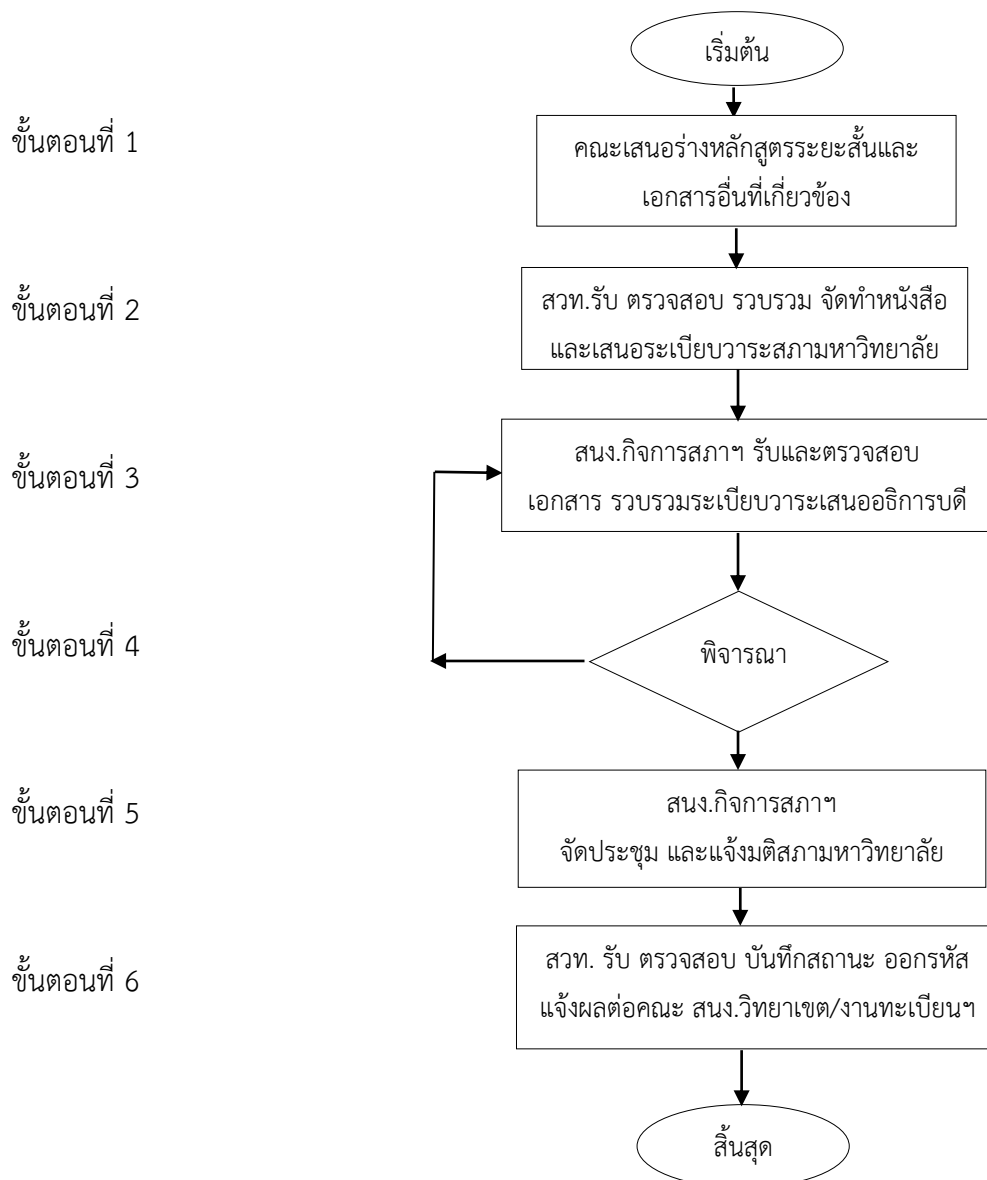 เริ่มต้น
ขั้นตอนที่ 1
คณะเสนอร่างหลักสูตรระยะสั้นและ
เอกสารอื่นที่เกี่ยวข้อง
ขั้นตอนที่ 2
สวท.รับ ตรวจสอบ รวบรวม จัดทำหนังสือ
และเสนอระเบียบวาระสภามหาวิทยาลัย
ขั้นตอนที่ 3
สนง.กิจการสภาฯ รับและตรวจสอบ
เอกสาร รวบรวมระเบียบวาระเสนออธิการบดี
ขั้นตอนที่ 4
พิจารณา
ขั้นตอนที่ 5
สนง.กิจการสภาฯ
จัดประชุม และแจ้งมติสภามหาวิทยาลัย
ขั้นตอนที่ 6
สวท. รับ ตรวจสอบ บันทึกสถานะ ออกรหัส
แจ้งผลต่อคณะ สนง.วิทยาเขต/งานทะเบียนฯ
สิ้นสุด